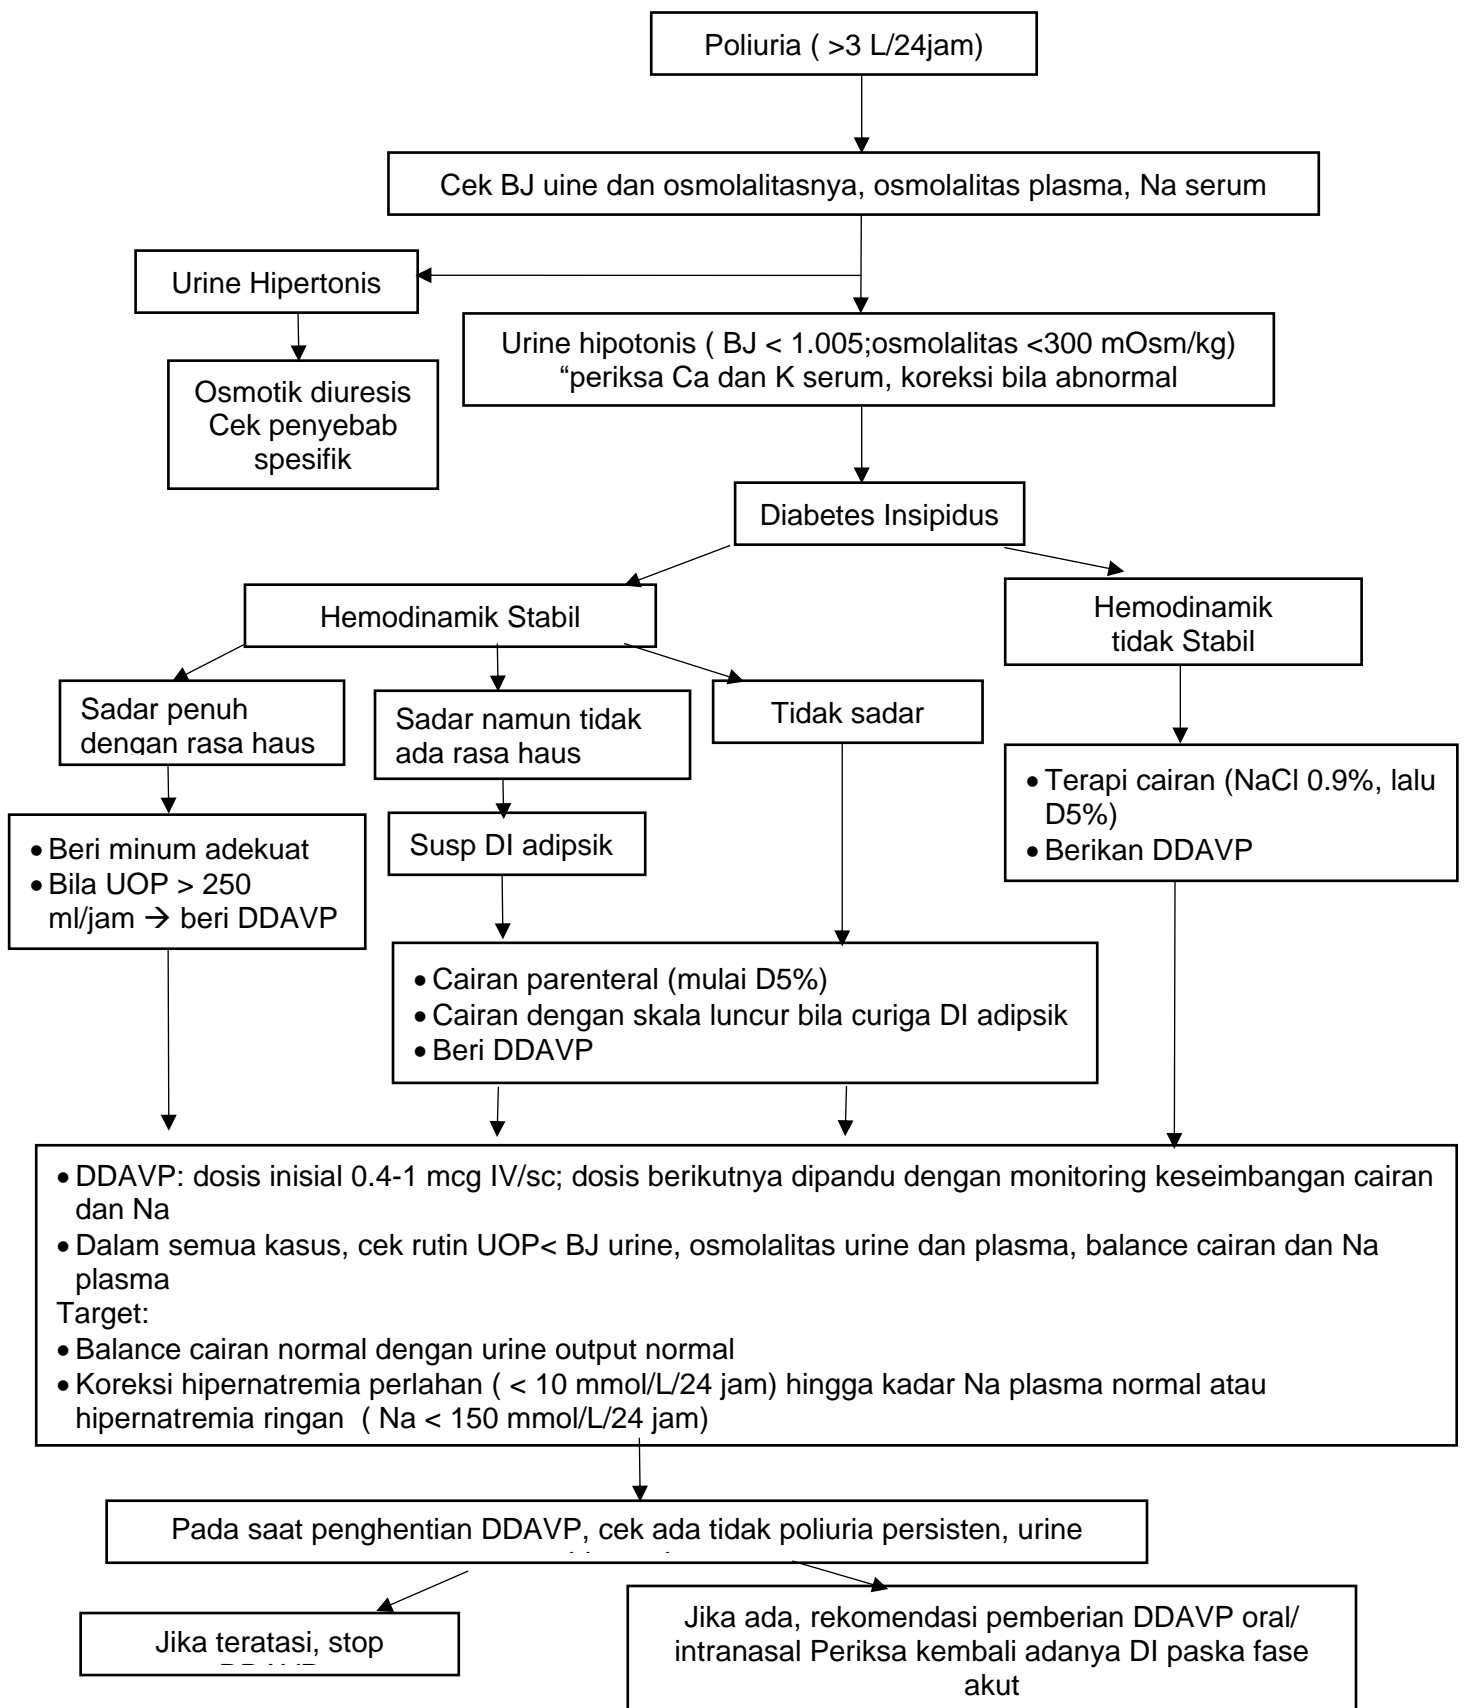 Poliuria ( >3 L/24jam)
Cek BJ uine dan osmolalitasnya, osmolalitas plasma, Na serum
Urine Hipertonis
Urine hipotonis ( BJ < 1.005;osmolalitas <300 mOsm/kg)
“periksa Ca dan K serum, koreksi bila abnormal
Osmotik diuresis
Cek penyebab
spesifik
Diabetes Insipidus
Hemodinamik Stabil
Hemodinamik
tidak Stabil
Sadar penuh
dengan rasa haus
Sadar namun tidak
ada rasa haus
Tidak sadar
• Terapi cairan (NaCl 0.9%, lalu
D5%)
• Berikan DDAVP
• Beri minum adekuat
• Bila UOP > 250
ml/jam → beri DDAVP
Susp DI adipsik
• Cairan parenteral (mulai D5%)
• Cairan dengan skala luncur bila curiga DI adipsik
• Beri DDAVP
• DDAVP: dosis inisial 0.4-1 mcg IV/sc; dosis berikutnya dipandu dengan monitoring keseimbangan cairan
dan Na
• Dalam semua kasus, cek rutin UOP< BJ urine, osmolalitas urine dan plasma, balance cairan dan Na
plasma
Target:
• Balance cairan normal dengan urine output normal
• Koreksi hipernatremia perlahan ( < 10 mmol/L/24 jam) hingga kadar Na plasma normal atau
hipernatremia ringan ( Na < 150 mmol/L/24 jam)
Pada saat penghentian DDAVP, cek ada tidak poliuria persisten, urine
Jika teratasi, stop
Jika ada, rekomendasi pemberian DDAVP oral/
intranasal Periksa kembali adanya DI paska fase
akut